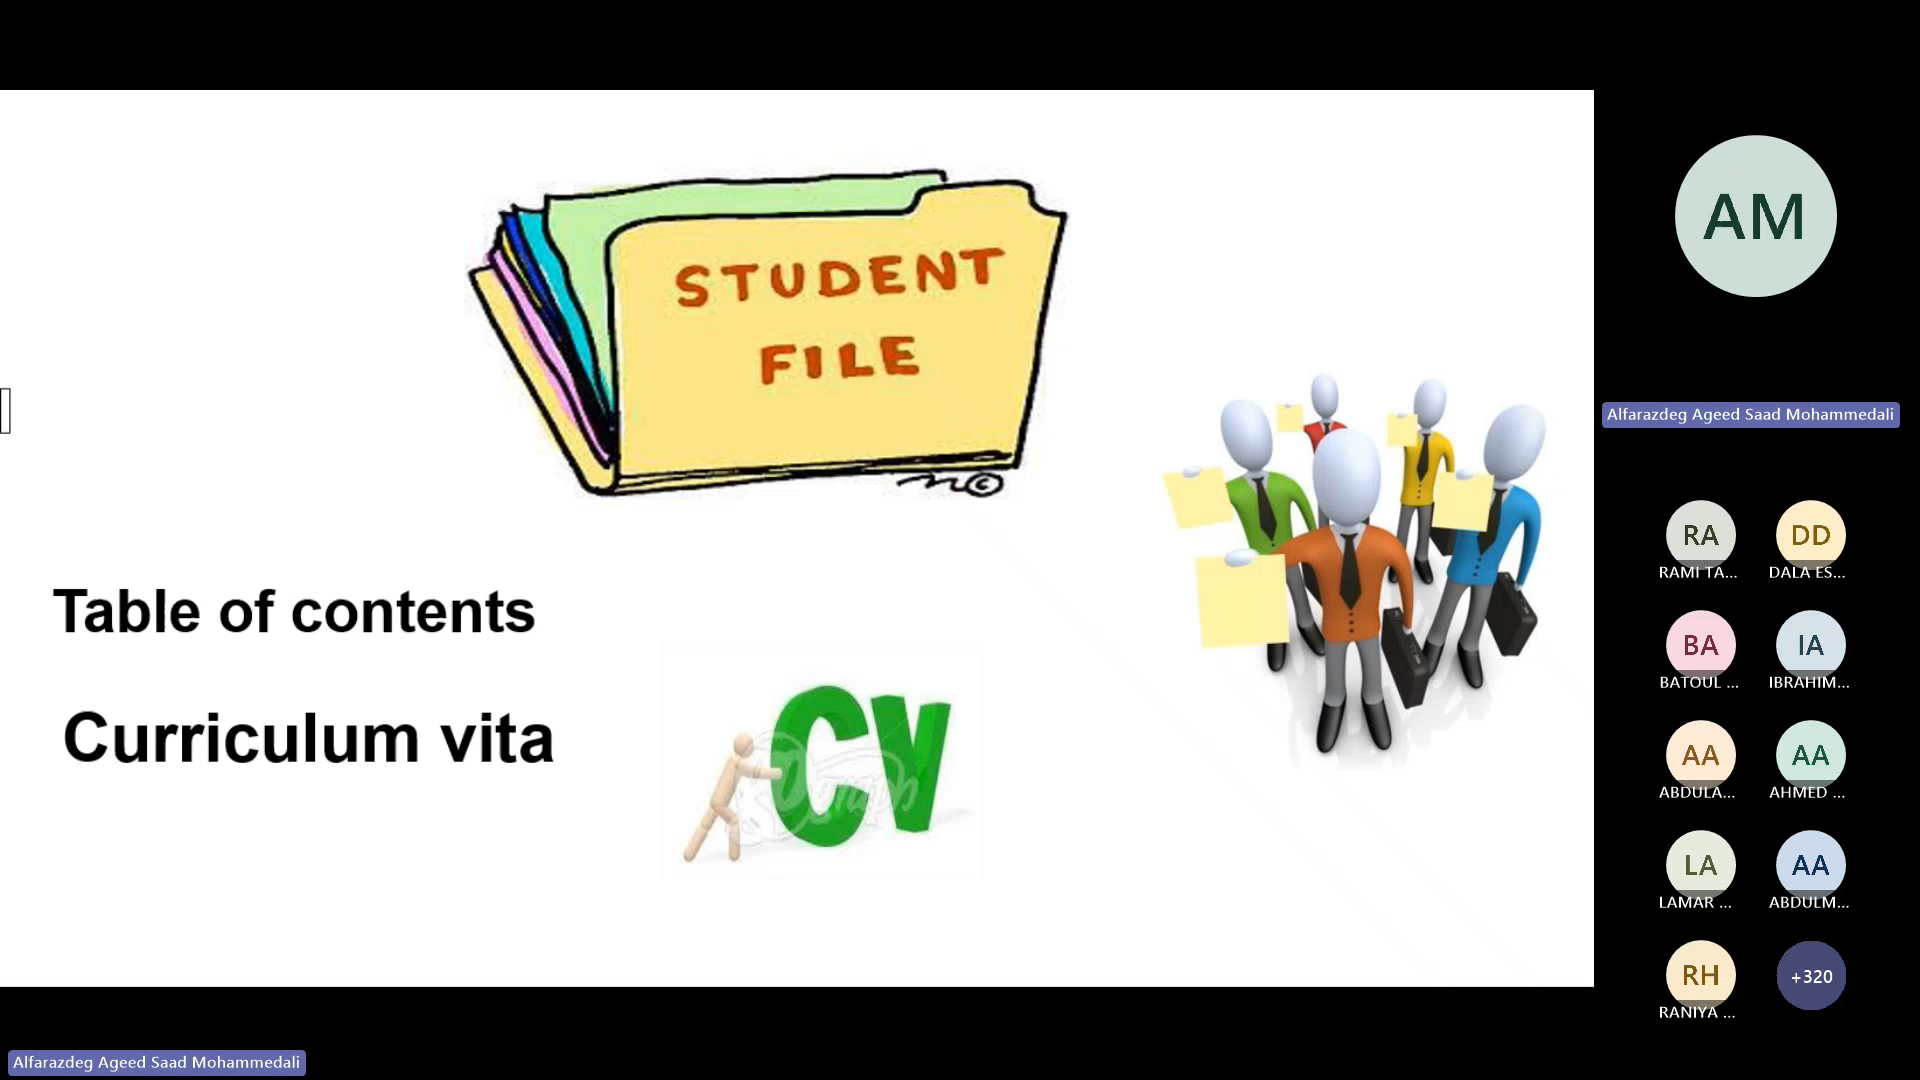 STUDENT
FILE
Table of contents
Curriculum vita
CV
AM
Alfarazdeg Ageed Saad Mohammedali
RA
RAMI TA...
DD
DALA ES...
BA
BATOUL ...
IA
IBRAHIM...
AA
ABDULA...
AA
AHMED ...
LA
LAMAR ...
AA
ABDULM...
RH
RANIYA ...
+320
Alfarazdeg Ageed Saad Mohammedali